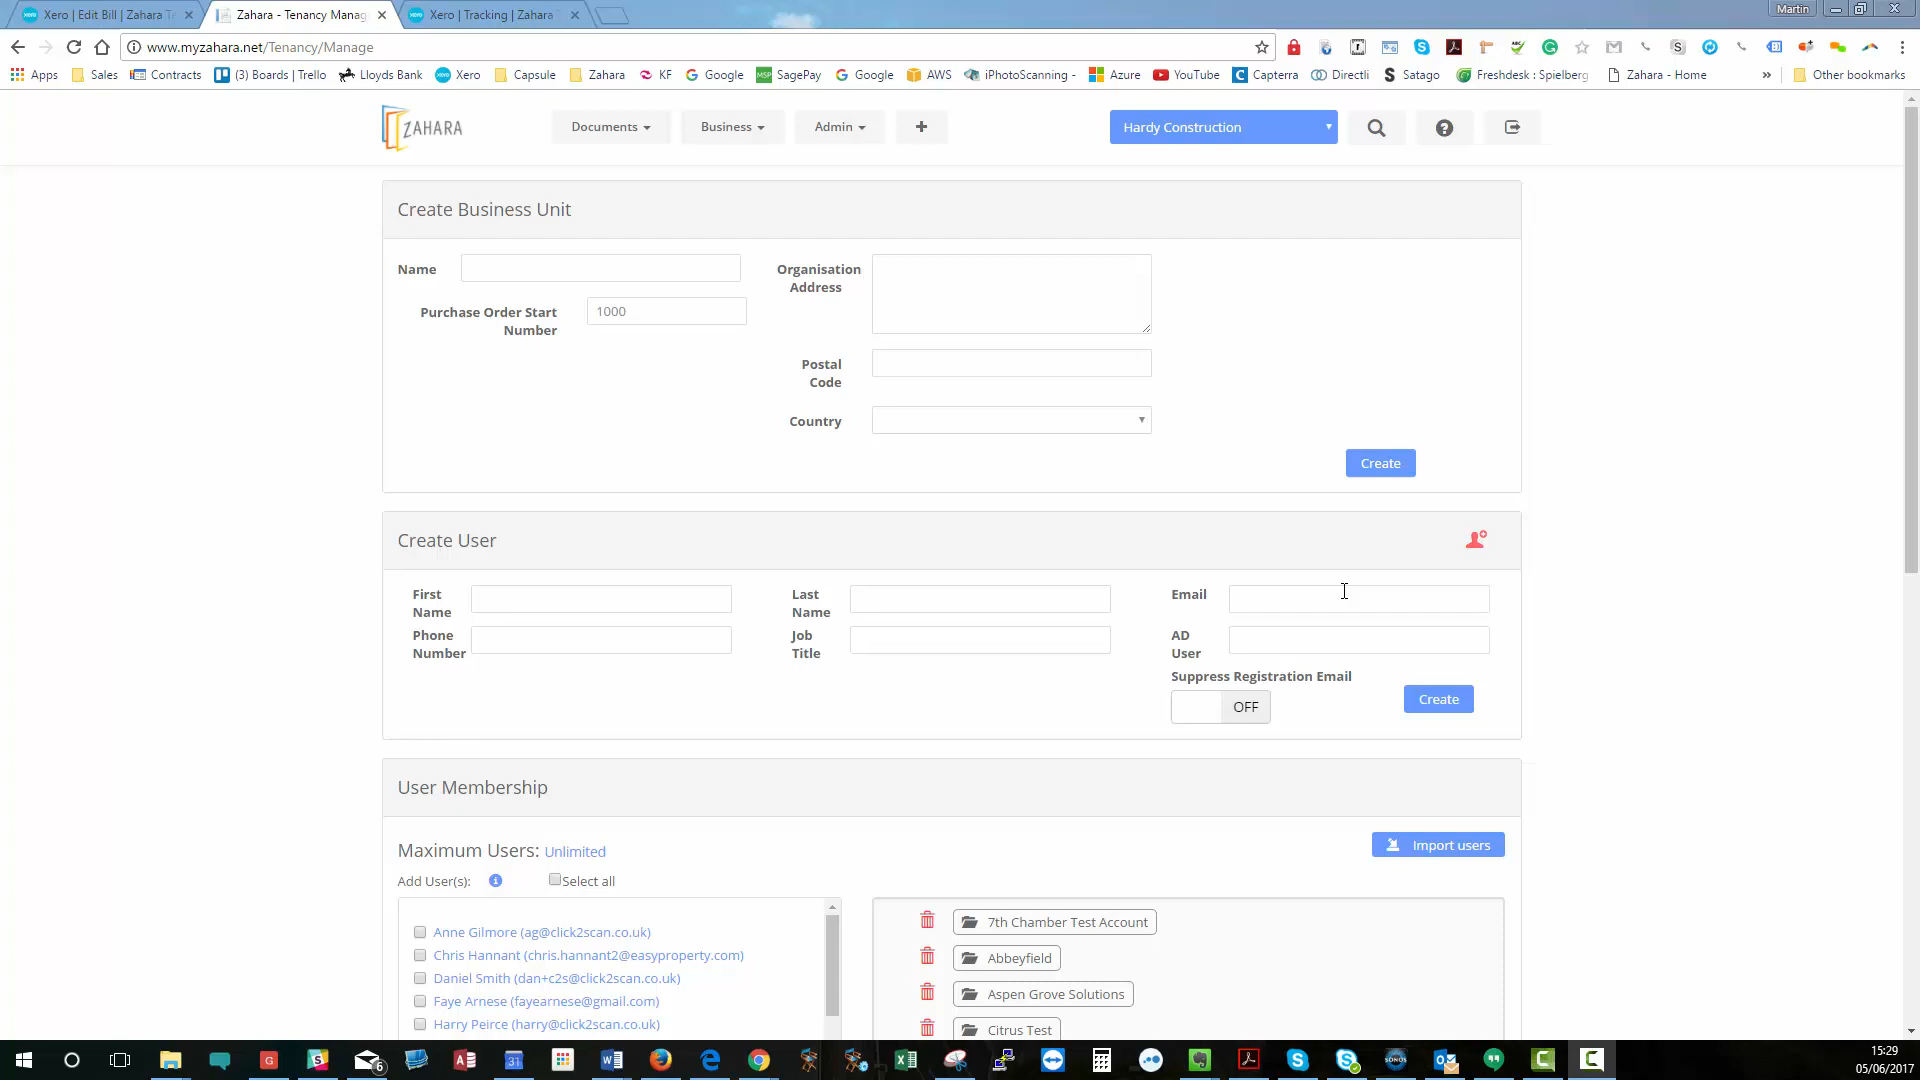 Xero | Edit Bill | Zahara Tr
Zahara - Tenancy Manag
Xero | Tracking | Zahara
Martin
www.myzahara.net/Tenancy/Manage
Apps
Sales
Contracts
(3) Boards | Trello
Lloyds Bank
Xero
Capsule
Zahara
KF
Google
SagePay
Google
AWS
iPhotoScanning -
Azure
YouTube
Capterra
Directli
Satago
Freshdesk : Spielberg
Zahara - Home
»
Other bookmarks
ZAHARA
Documents
Business
Admin
Hardy Construction
Create Business Unit
Name
Organisation
Address
Purchase Order Start
Number
1000
Postal
Code
Country
Create
Create User
First
Name
Last
Name
Email
Phone
Number
Job
Title
AD
User
Suppress Registration Email
OFF
Create
User Membership
Maximum Users: Unlimited
Import users
Add User(s):
Select all
Anne Gilmore (ag@click2scan.co.uk)
Chris Hannant (chris.hannant2@easyproperty.com)
Daniel Smith (dan+c2s@click2scan.co.uk)
Faye Arnese (fayearnese@gmail.com)
Harry Peirce (harry@click2scan.co.uk)
7th Chamber Test Account
Abbeyfield
Aspen Grove Solutions
Citrus Test
15:29
05/06/2017